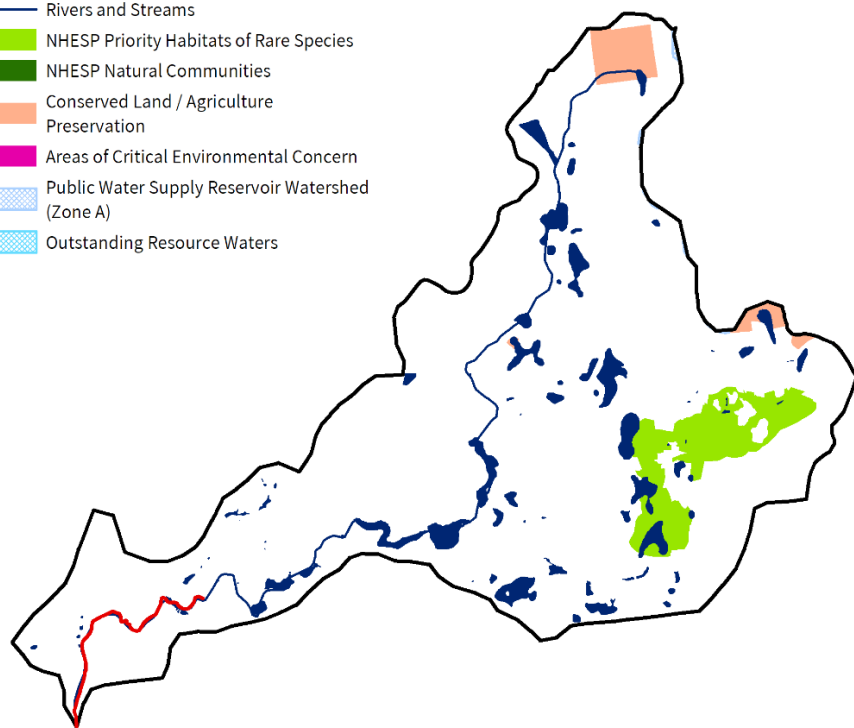 Rivers and Streams
NHESP Priority Habitats of Rare Species
NHESP Natural Communities
Conserved Land / Agriculture
Preservation
Areas of Critical Environmental Concern
Public Water Supply Reservoir Watershed
(Zone A)
Outstanding Resource Waters